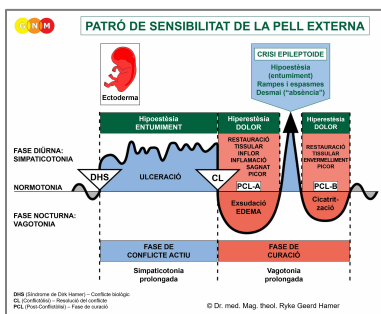 GNM
PATRÓ DE SENSIBILITAT DE LA PELL EXTERNA
CRISI EPILEPTOIDE
Hipoestèsia
(entumiment)
Rampes i espasmes
Desmai ("absència")
Ectoderma
Hipoestèsia
ENTUMIMENT
Hiperestèsia
DOLOR
Hiperestèsia
DOLOR
RESTAURACIÓ
TISSULAR
INFLOR
INFLAMACIÓ
SAGNAT
PICOR
RESTAURACIÓ
TISSULAR
ENVERMELLIMENT
PICOR
FASE DIÜRNA:
SIMPATICOTONIA
DHS
ULCERACIÓ
CL
PCL-A
PCL-B
NORMOTONIA
Exsudació
EDEMA
Cicatrit-
zació
FASE NOCTURNA:
VAGOTONIA
FASE DE
CONFLICTE ACTIU
FASE DE
CURACIÓ
Simpaticotonia
prolongada
Vagotonia
prolongada
DHS (Síndrome de Dirk Hamer) – Conflicte biològic
CL (Conflictòlisi) – Resolució del conflicte
PCL (Post-Conflictòlisi) – Fase de curació
© Dr. med. Mag. theol. Ryke Geerd Hamer